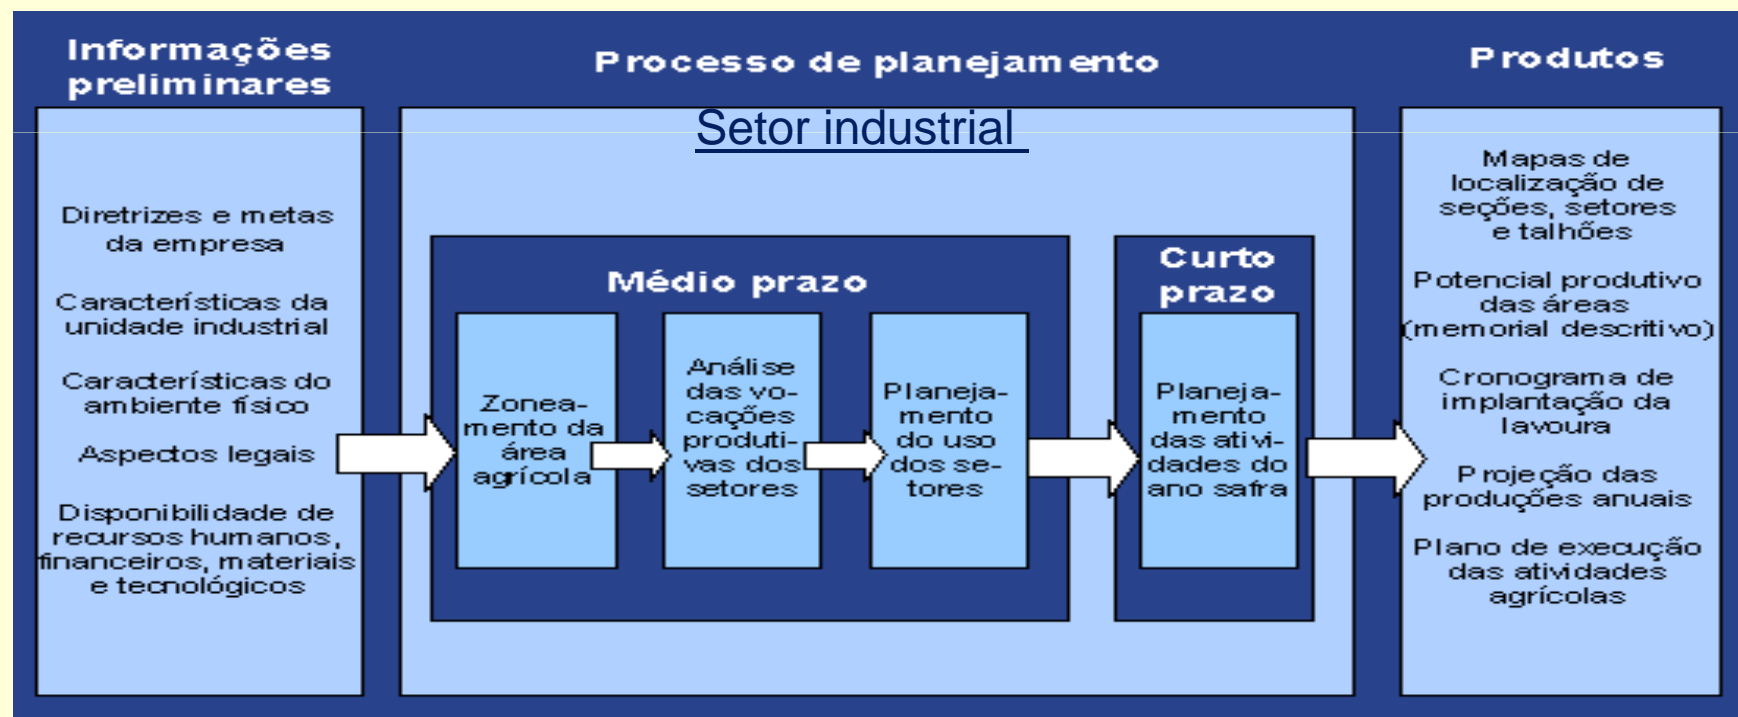 Informações
preliminares
Diretrizes e metas
da empresa
Características da
unidade industrial
Características do
ambiente físico
Aspectos legais
Disponibilidade de
recursos humanos,
financeiros, materiais
e tecnológicos
Processo de planejamento
Setor industrial
Médio prazo
Zonea-
mento da
área
agrícola
Análise
das vo-
cações
produti-
vas dos
setores
Planeja-
mento
do uso
dos se-
tores
Curto
prazo
Planeja-
mento
das ativi-
dades do
ano safra
Produtos
Mapas de
localização de
seções, setores
e talhões
Potencial produtivo
das áreas
(memorial descritivo)
Cronograma de
implantação da
lavoura
Projeção das
produções anuais
Plano de execução
das atividades
agrícolas